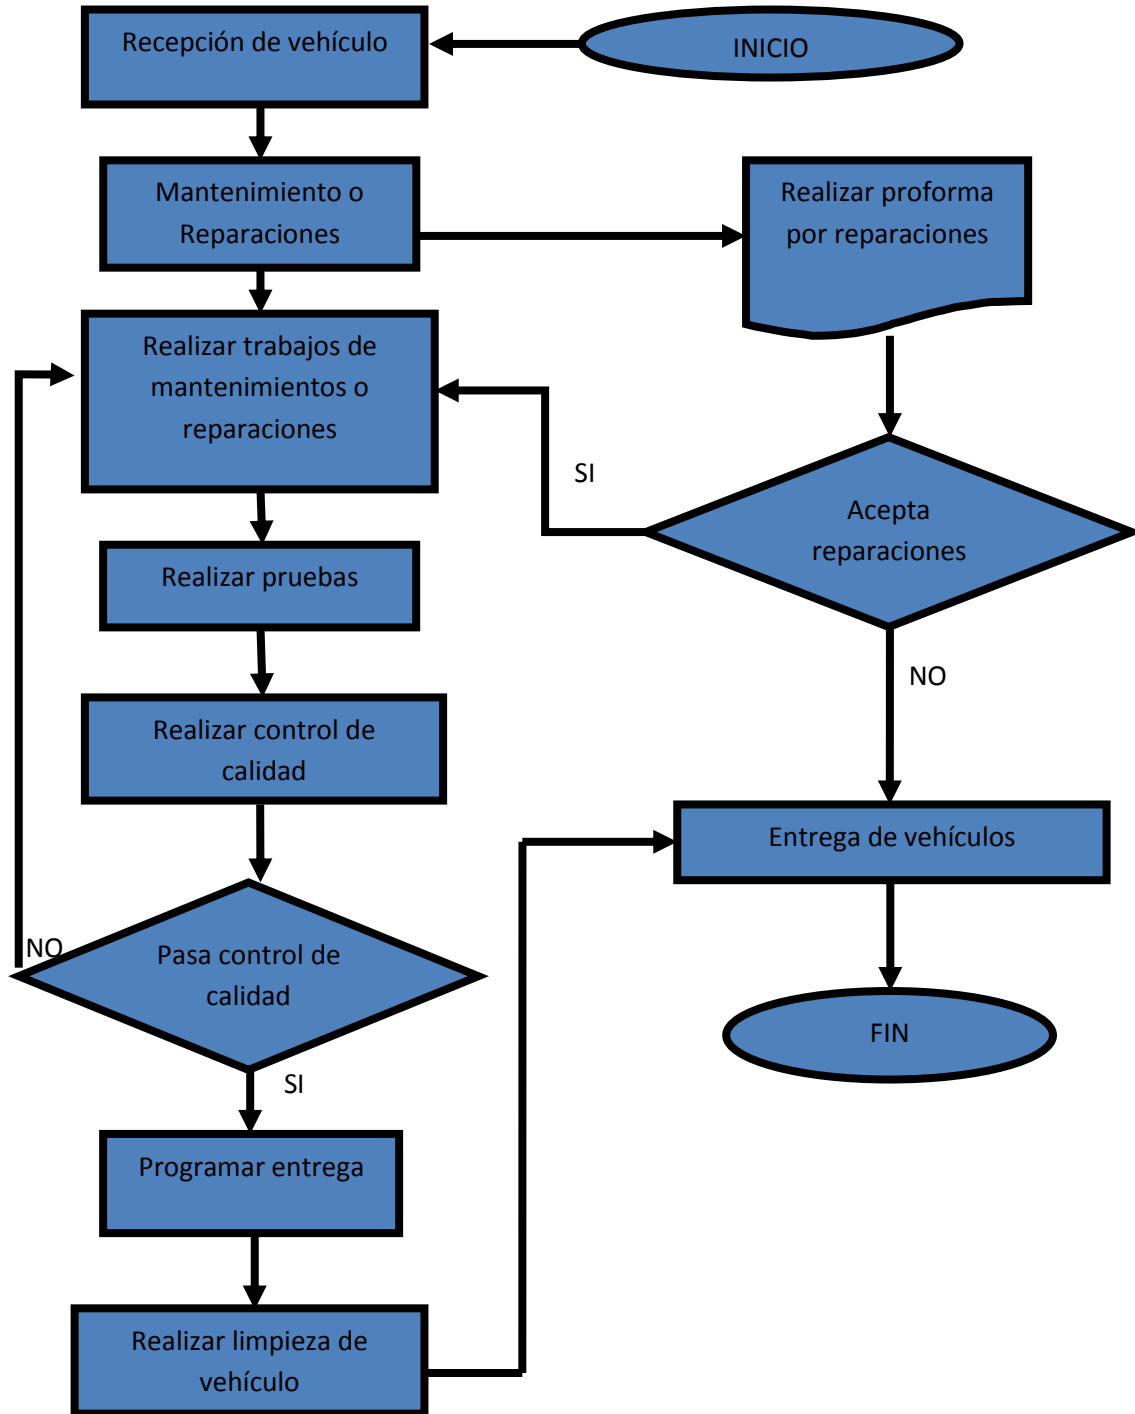 INICIO
Recepción de vehículo
Mantenimiento o
Reparaciones
Realizar proforma
por reparaciones
Realizar trabajos de
mantenimientos o
reparaciones
SI
Acepta
reparaciones
Realizar pruebas
NO
Realizar control de
calidad
Entrega de vehículos
NO
Pasa control de
calidad
FIN
SI
Programar entrega
Realizar limpieza de
vehículo